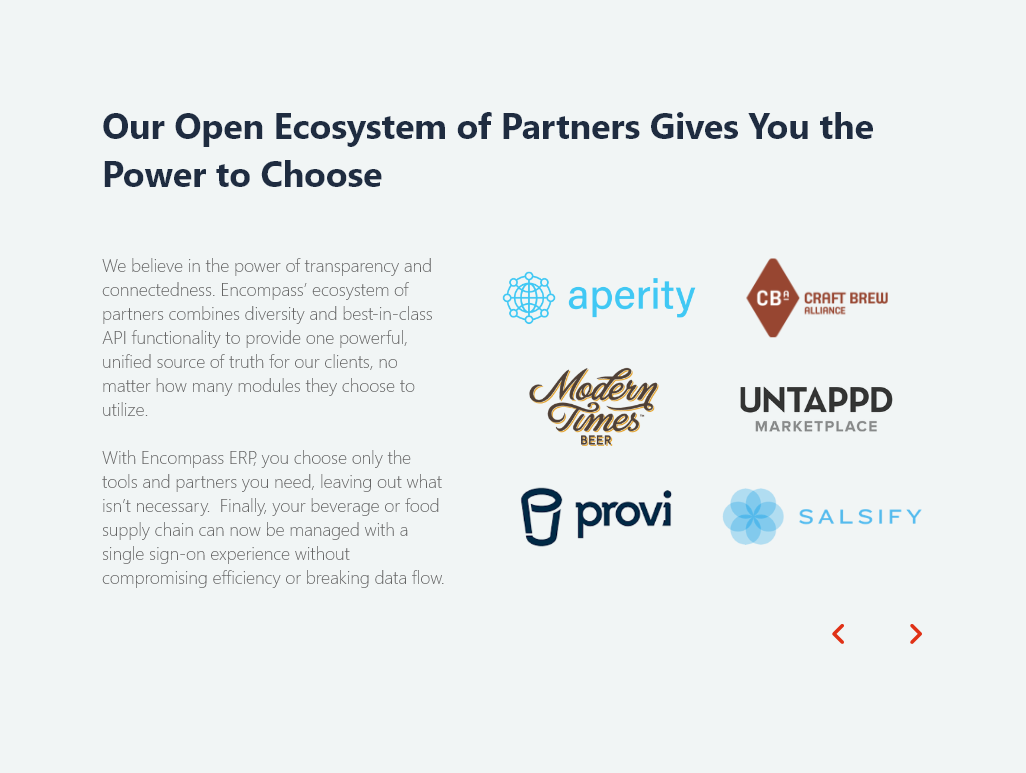 Our Open Ecosystem of Partners Gives You the
Power to Choose
We believe in the power of transparency and
connectedness. Encompass’ ecosystem of
partners combines diversity and best-in-class
API functionality to provide one powerful,
unified source of truth for our clients, no
matter how many modules they choose to
utilize.
With Encompass ERP, you choose only the
tools and partners you need, leaving out what
isn’t necessary.  Finally, your beverage or food
supply chain can now be managed with a
single sign-on experience without
compromising efficiency or breaking data flow.
aperity
CBA CRAFT BREW
ALLIANCE
Modern
Times™
BEER
UNTAPPD
MARKETPLACE
provi
SALSIFY